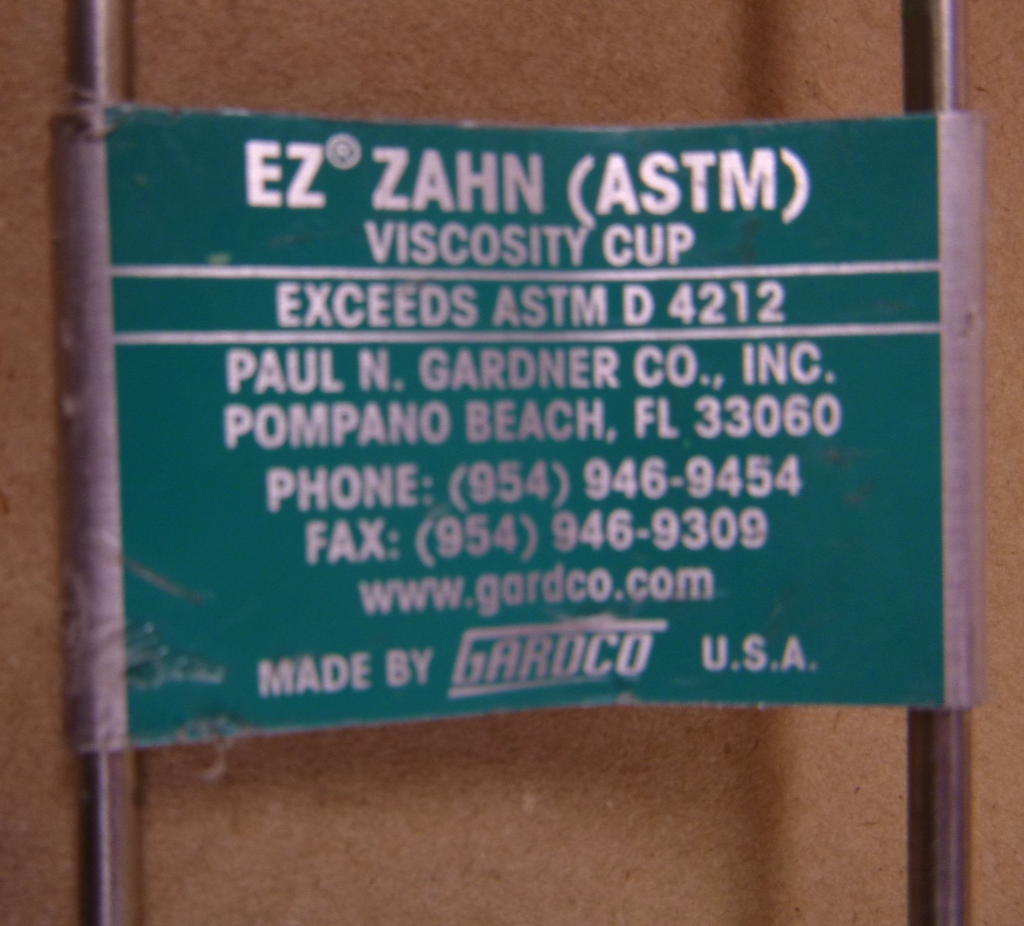 EZ® ZAHN (ASTM)
VISCOSITY CUP
EXCEEDS ASTM D 4212
PAUL N. GARDNER CO., INC.
POMPANO BEACH, FL 33060
PHONE: (954) 946-9454
FAX: (954) 946-9309
www.gardco.com
MADE BY GARDCO U.S.A.